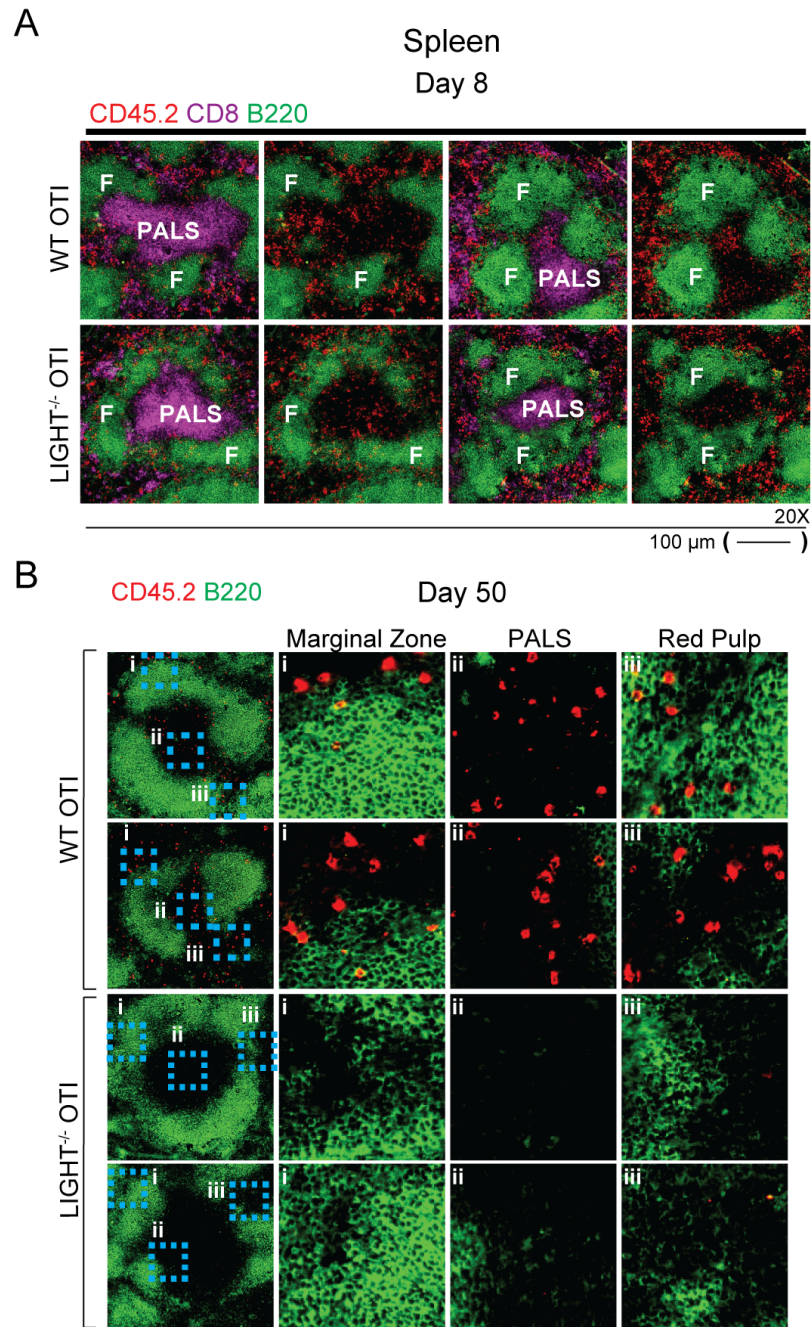 A
Spleen
Day 8
CD45.2 CD8 B220
WT OTI
F
PALS
F
F
F
F
F
PALS
F
F
LIGHT-/- OTI
F
PALS
F
F
F
F
PALS
F
F
F
20X
100 µm ( — )
B
CD45.2 B220
Day 50
Marginal Zone PALS Red Pulp
WT OTI
i
ii
iii
i
ii
iii
i
ii
iii
i
ii
iii
LIGHT-/- OTI
i
ii
iii
i
ii
iii
i
ii
iii
i
ii
iii